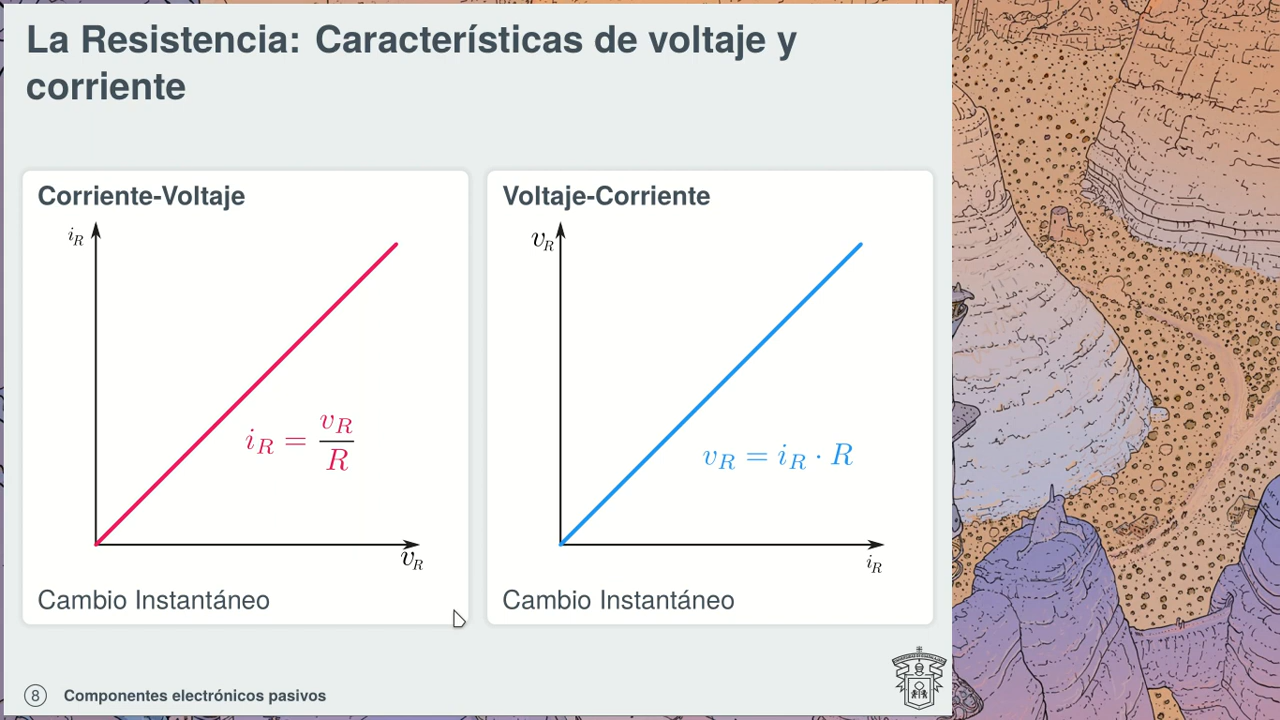 La Resistencia: Características de voltaje y
corriente
Corriente-Voltaje
i_R
i_R = v_R / R
v_R
Cambio Instantáneo
Voltaje-Corriente
v_R
v_R = i_R · R
i_R
Cambio Instantáneo
8 Componentes electrónicos pasivos